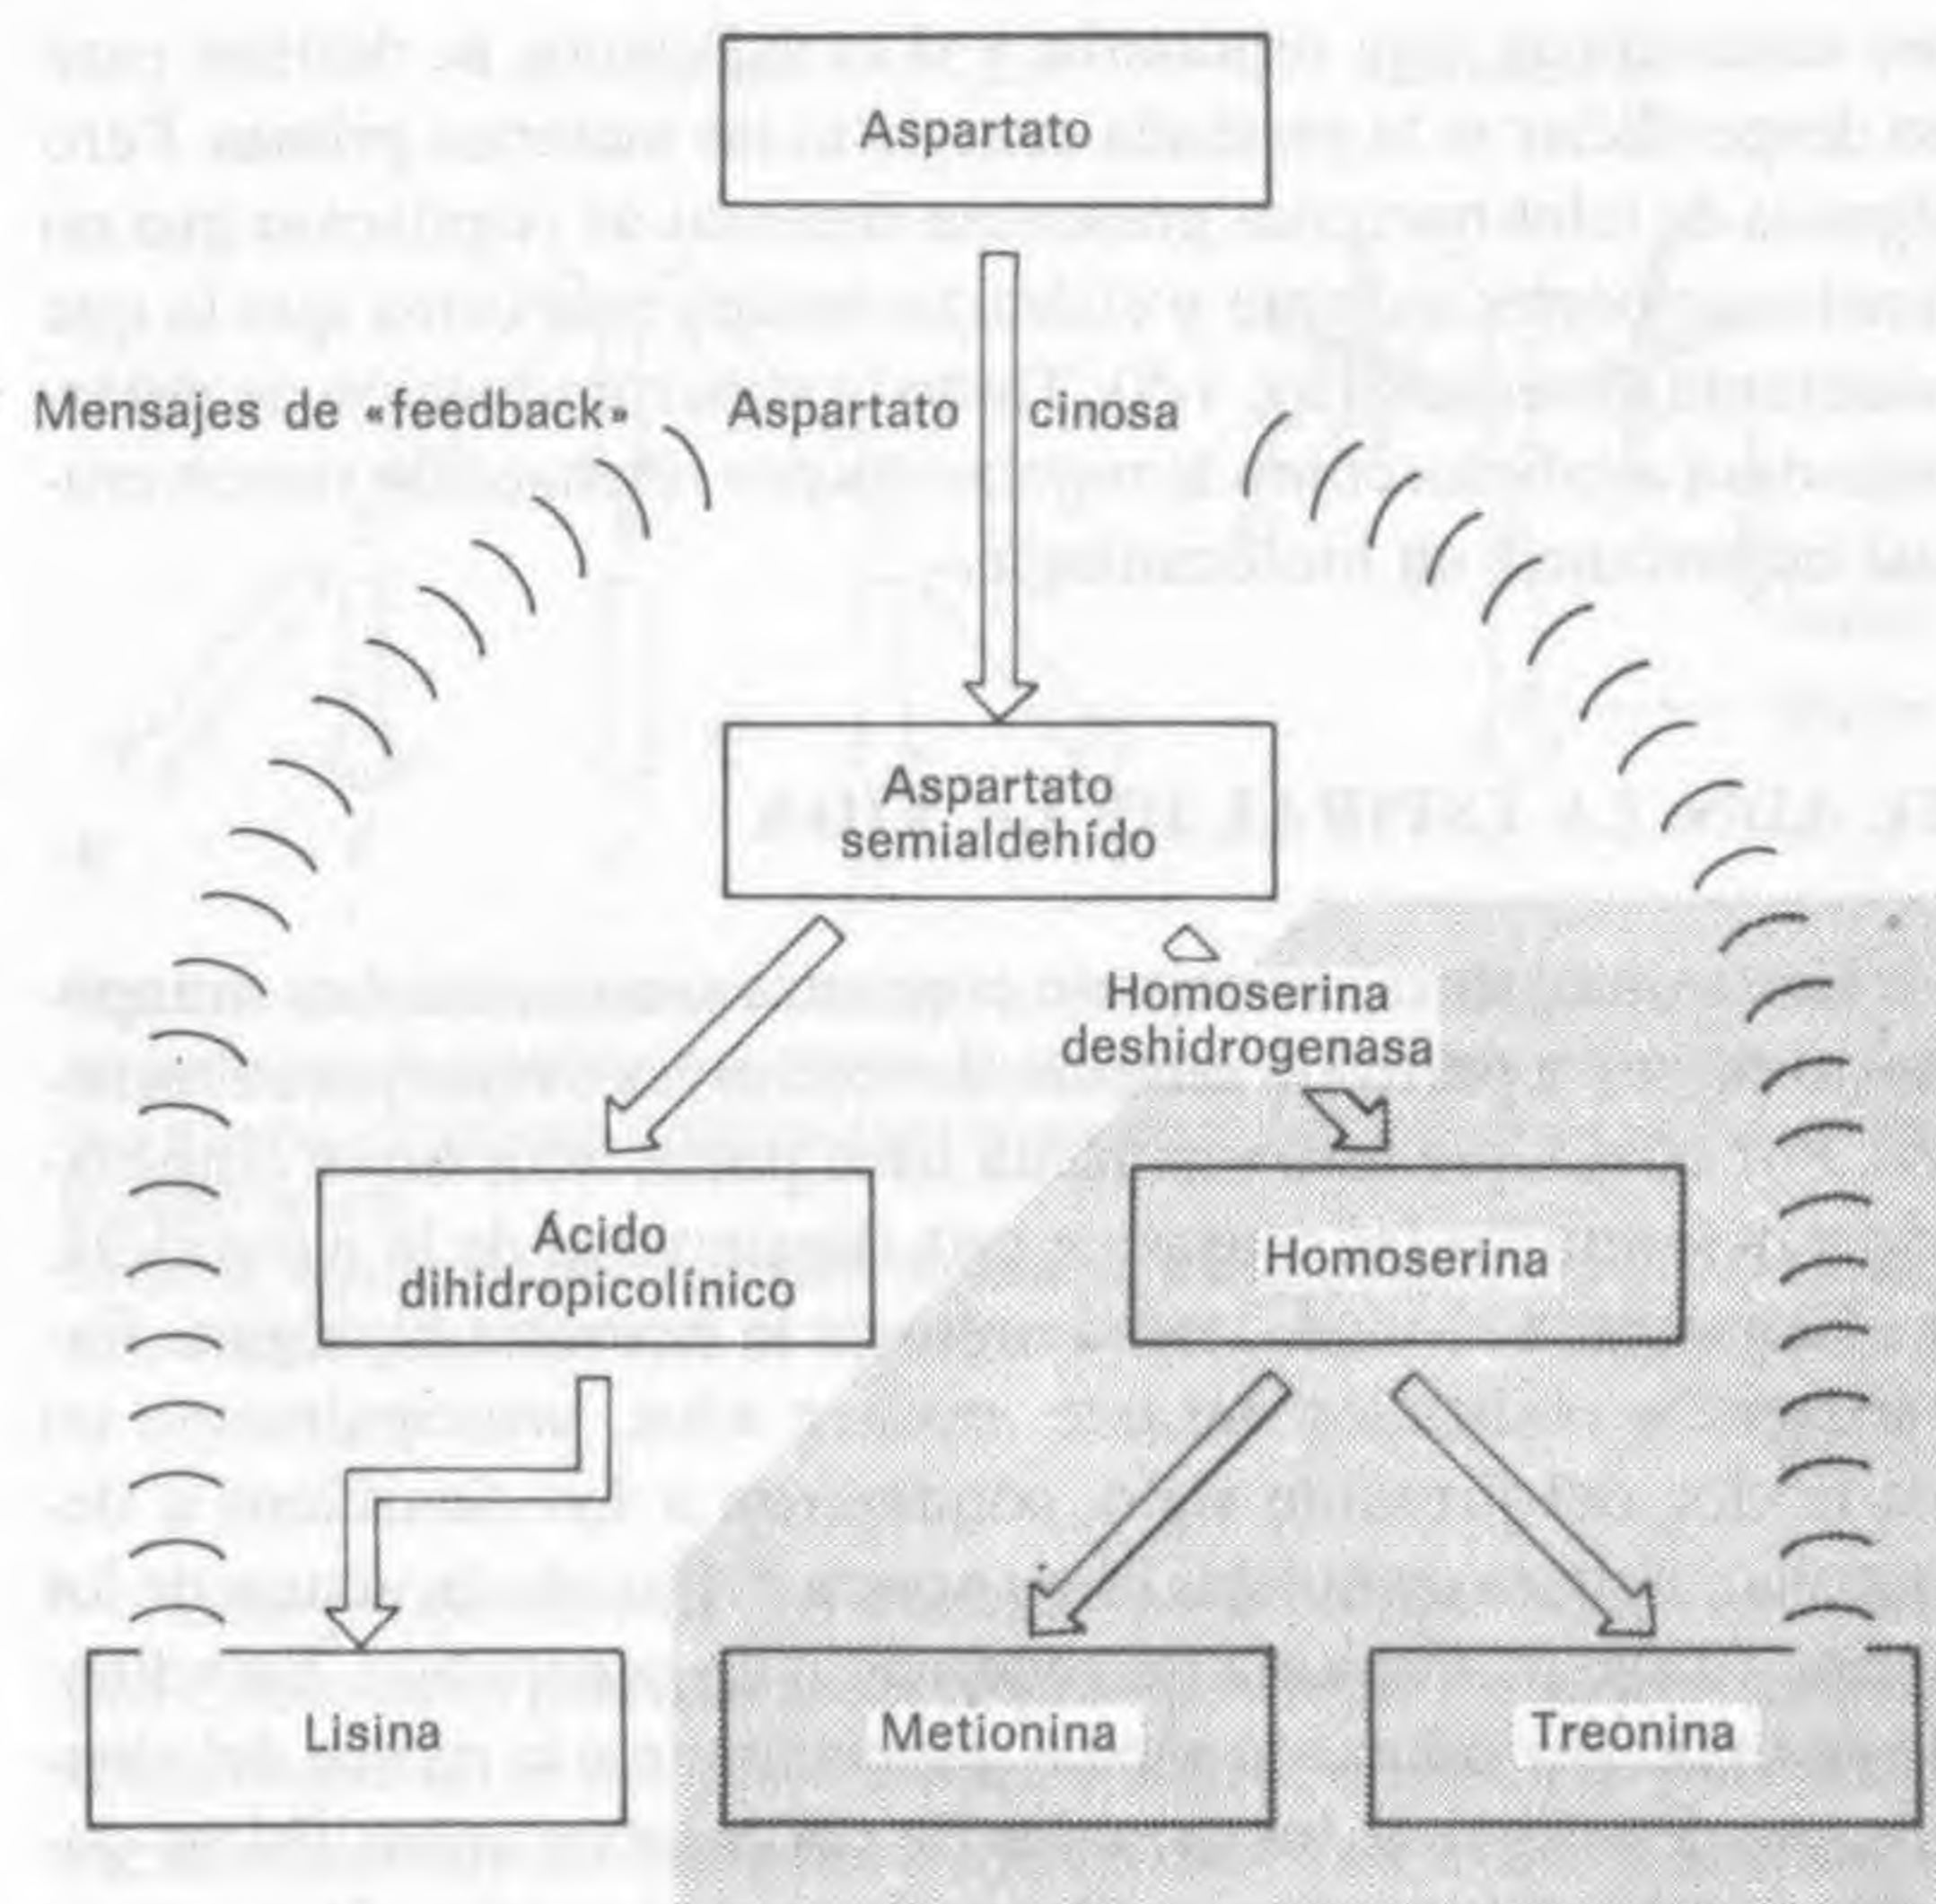 Aspartato
Mensajes de «feedback» Aspartato cinosa
Aspartato
semialdehído
Homoserina
deshidrogenasa
Ácido
dihidropicolínico
Homoserina
Lisina
Metionina
Treonina